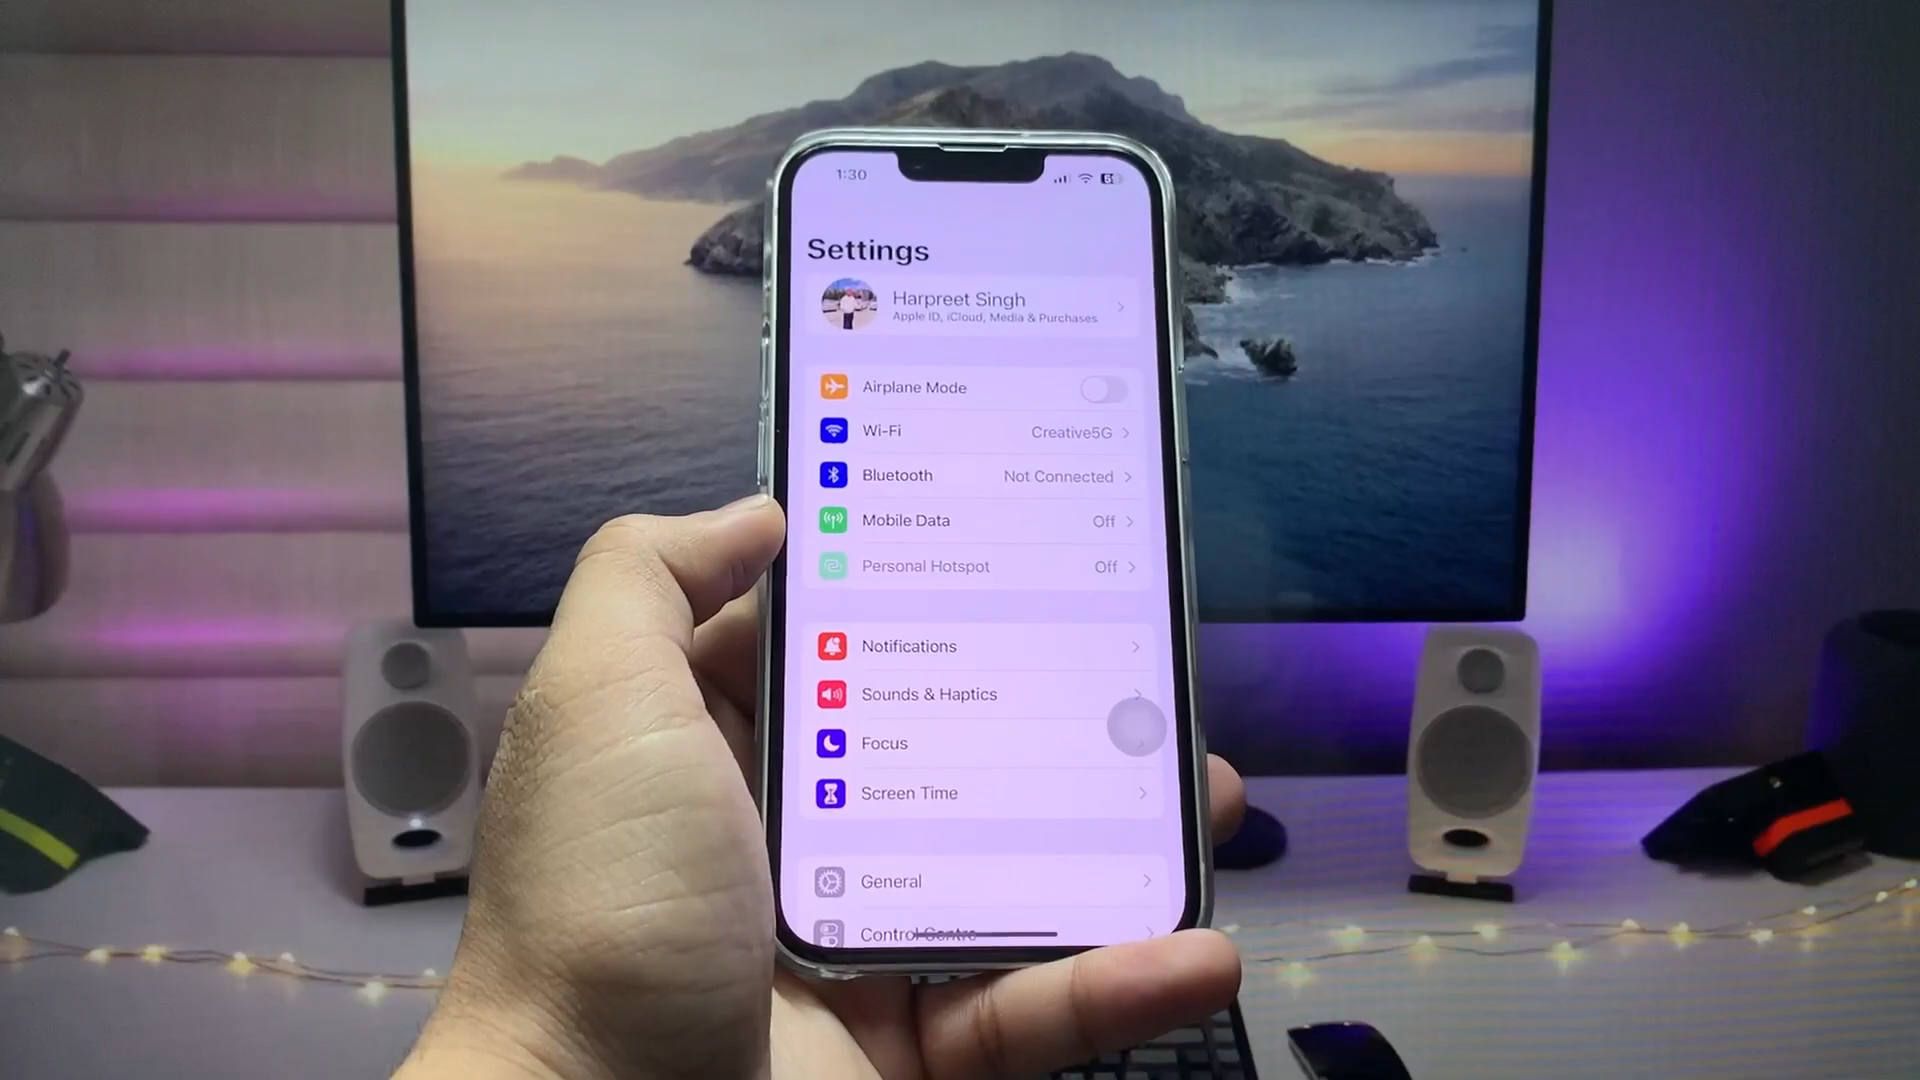 1:30
Settings
Harpreet Singh
Apple ID, iCloud, Media & Purchases
Airplane Mode
Wi-Fi Creative5G
Bluetooth Not Connected
Mobile Data Off
Personal Hotspot Off
Notifications
Sounds & Haptics
Focus
Screen Time
General
Control Centre